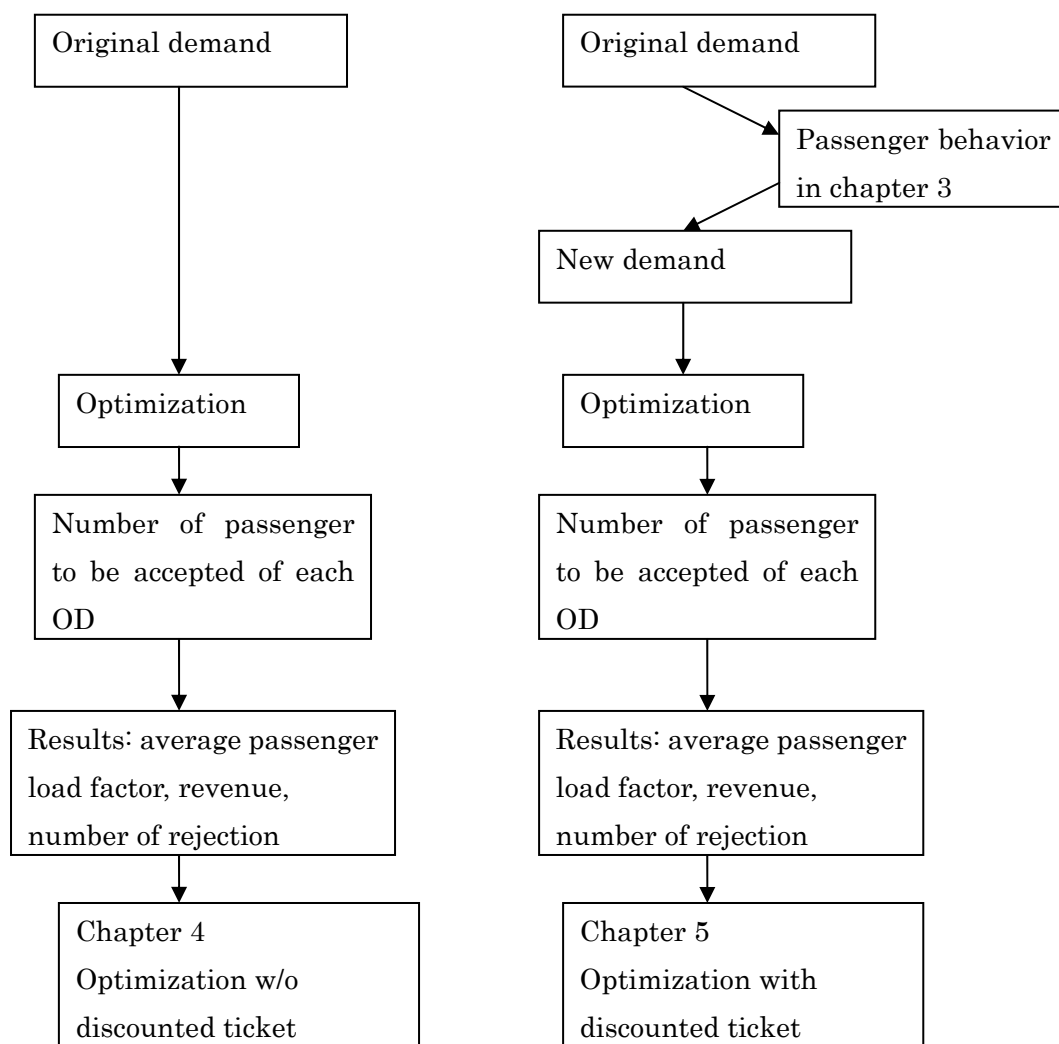 Original demand
Optimization
Number of passenger
to be accepted of each
OD
Results: average passenger
load factor, revenue,
number of rejection
Chapter 4
Optimization w/o
discounted ticket
Original demand
Passenger behavior
in chapter 3
New demand
Optimization
Number of passenger
to be accepted of each
OD
Results: average passenger
load factor, revenue,
number of rejection
Chapter 5
Optimization with
discounted ticket